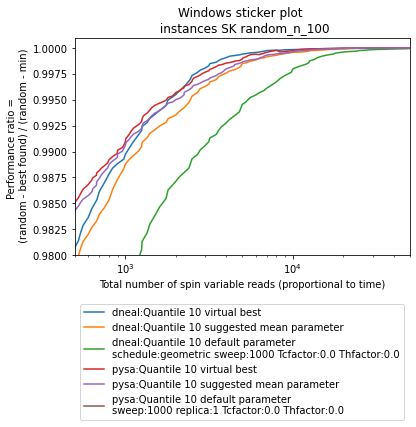 Windows sticker plot
instances SK random_n_100
Performance ratio =
(random - best found) / (random - min)
1.0000
0.9975
0.9950
0.9925
0.9900
0.9875
0.9850
0.9825
0.9800
10³
10⁴
Total number of spin variable reads (proportional to time)
dneal:Quantile 10 virtual best
dneal:Quantile 10 suggested mean parameter
dneal:Quantile 10 default parameter
schedule:geometric sweep:1000 Tcfactor:0.0 Thfactor:0.0
pysa:Quantile 10 virtual best
pysa:Quantile 10 suggested mean parameter
pysa:Quantile 10 default parameter
sweep:1000 replica:1 Tcfactor:0.0 Thfactor:0.0